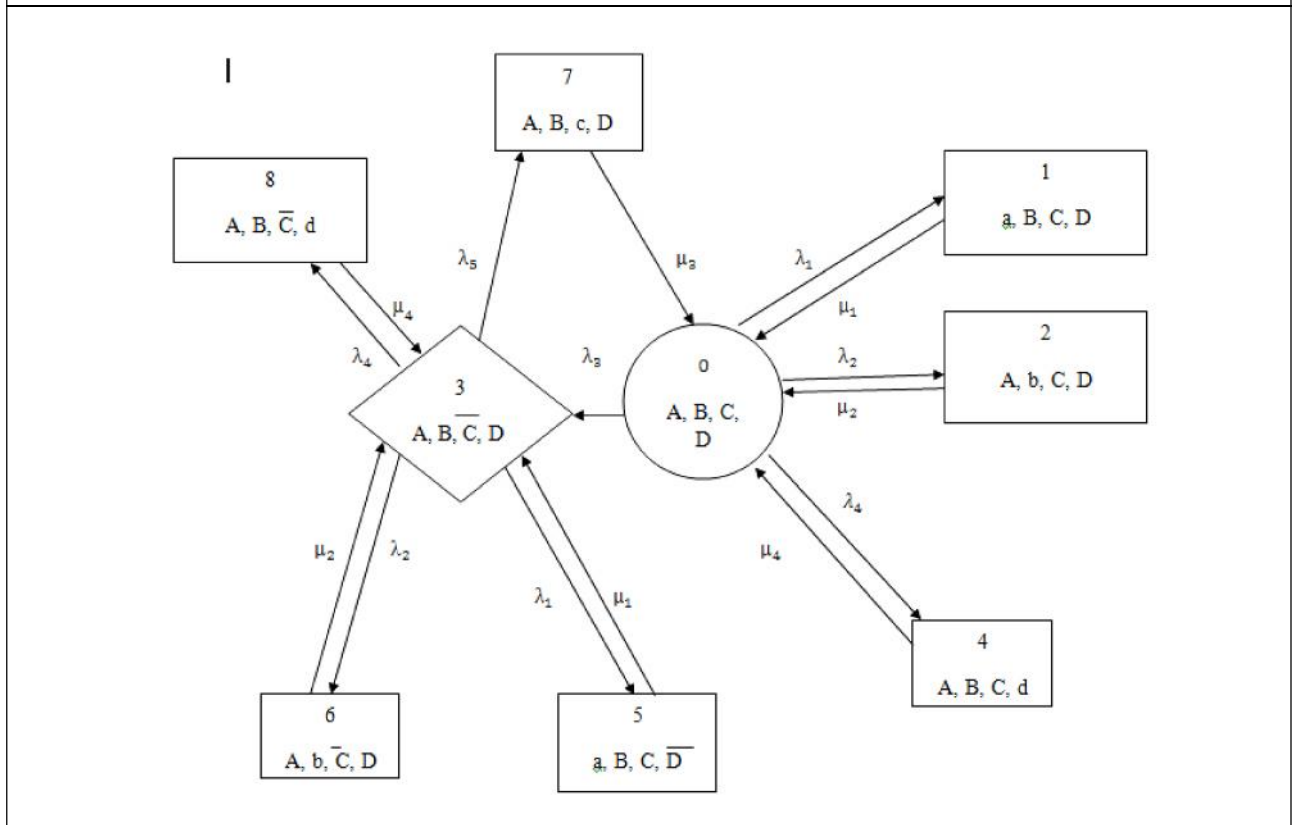 7
A, B, c, D
8
A, B, C̅, d
1
a, B, C, D
λ₅
μ₃
λ₁
μ₁
μ₄
λ₄
λ₃
2
A, b, C, D
λ₂
μ₂
0
A, B, C,
D
3
A, B, C̅, D
λ₄
μ₄
μ₂
λ₂
λ₁
μ₁
4
A, B, C, d
6
A, b, C̅, D
5
a, B, C, D̅